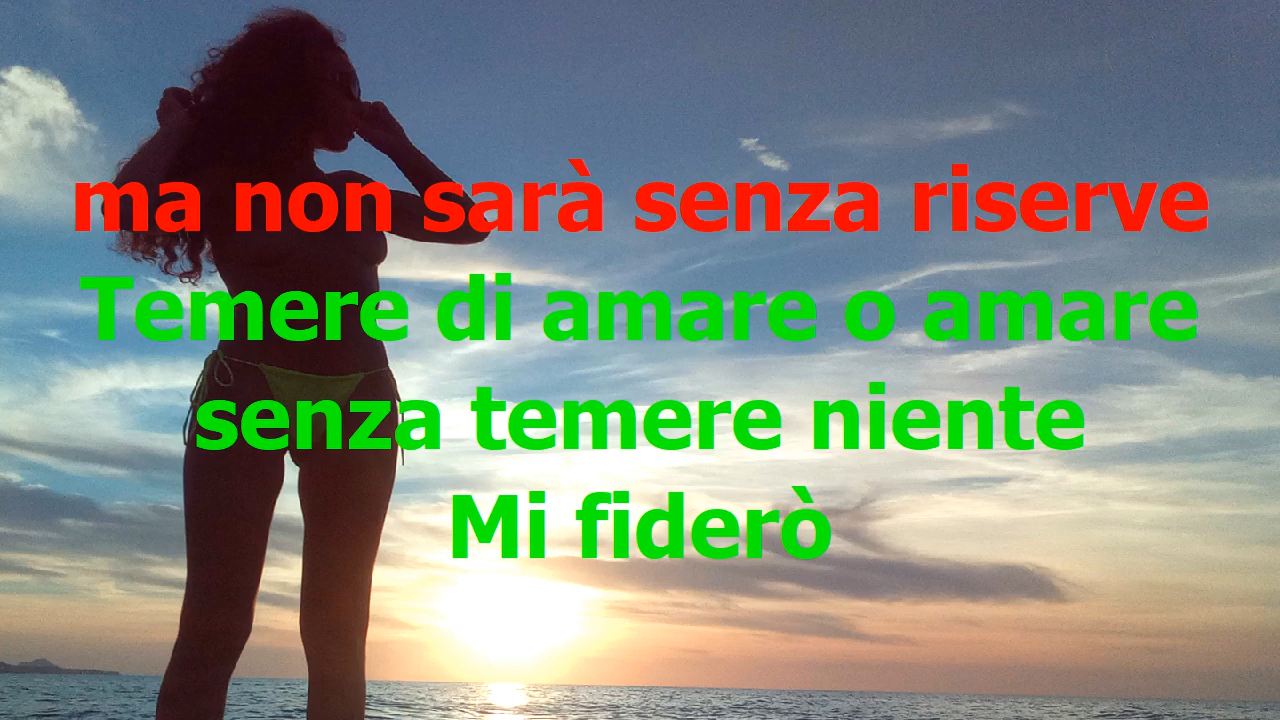 ma non sarà senza riserve
Temere di amare o amare
senza temere niente
Mi fiderò